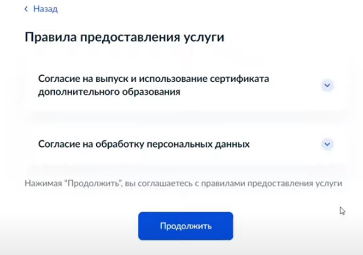 Назад
Правила предоставления услуги
Согласие на выпуск и использование сертификата
дополнительного образования
Согласие на обработку персональных данных
Нажимая "Продолжить", вы соглашаетесь с правилами предоставления услуги
Продолжить